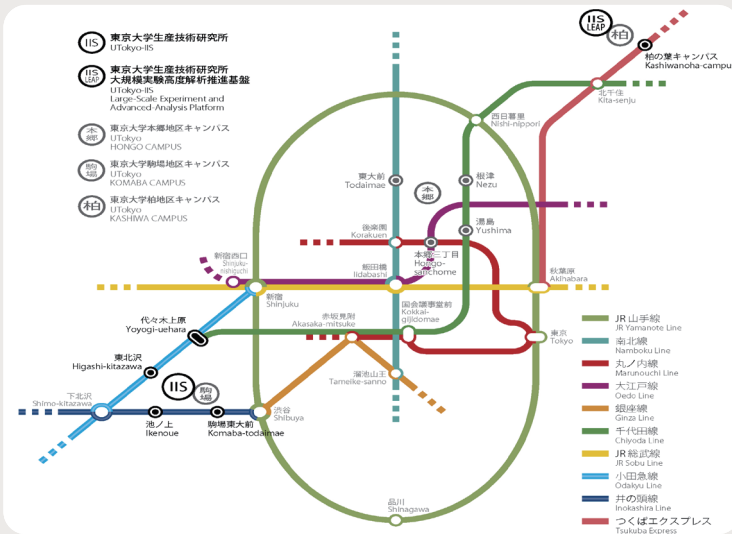 IIS
東京大学生産技術研究所
UTokyo-IIS
IIS
LEAP
東京大学生産技術研究所
大規模実験高度解析推進基盤
UTokyo-IIS
Large-Scale Experiment and
Advanced-Analysis Platform
本郷
東京大学本郷地区キャンパス
UTokyo
HONGO CAMPUS
駒場
東京大学駒場地区キャンパス
UTokyo
KOMABA CAMPUS
柏
東京大学柏地区キャンパス
UTokyo
KASHIWA CAMPUS
IIS
LEAP
柏
柏の葉キャンパス
Kashiwanoha-campu
北千住
Kita-senju
西日暮里
Nishi-nippori
東大前
Todaimae
本郷
根津
Nezu
湯島
Yushima
後楽園
Korakuen
本郷三丁目
Hongo-
sanchome
新宿西口
Shinjuku-
nishiguchi
飯田橋
Iidabashi
新宿
Shinjuku
秋葉原
Akihabara
国会議事堂前
Kokkai-
gijidomae
赤坂見附
Akasaka-mitsuke
代々木上原
Yoyogi-uehara
東京
Tokyo
東北沢
Higashi-kitazawa
溜池山王
Tameike-sanno
IIS
駒場
下北沢
Shimo-kitazawa
池ノ上
Ikenoue
駒場東大前
Komaba-todaimae
渋谷
Shibuya
品川
Shinagawa
JR山手線
JR Yamanote Line
南北線
Namboku Line
丸ノ内線
Marunouchi Line
大江戸線
Oedo Line
銀座線
Ginza Line
千代田線
Chiyoda Line
JR総武線
JR Sobu Line
小田急線
Odakyu Line
井の頭線
Inokashira Line
つくばエクスプレス
Tsukuba Express